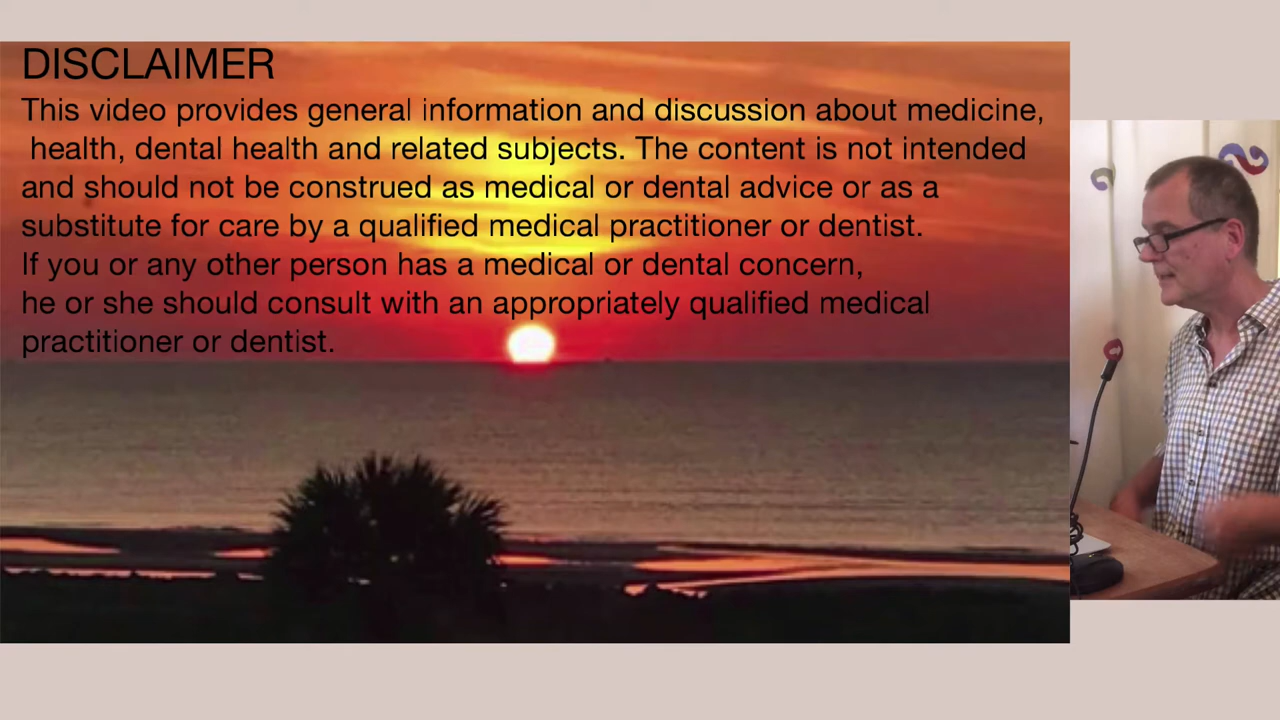 DISCLAIMER
This video provides general information and discussion about medicine,
health, dental health and related subjects. The content is not intended
and should not be construed as medical or dental advice or as a
substitute for care by a qualified medical practitioner or dentist.
If you or any other person has a medical or dental concern,
he or she should consult with an appropriately qualified medical
practitioner or dentist.